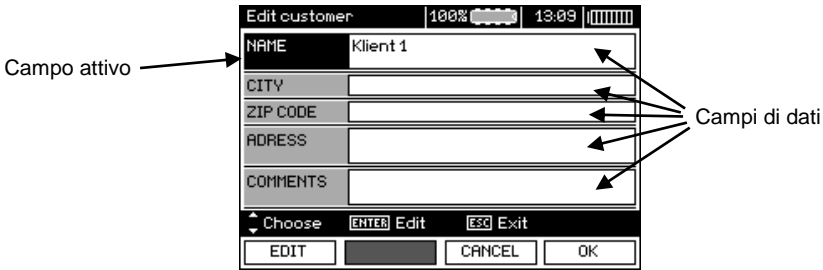 Edit customer 100% 13:09
NAME Klient 1
Campo attivo
CITY
ZIP CODE
Campi di dati
ADRESS
COMMENTS
Choose ENTER Edit ESC Exit
EDIT CANCEL OK